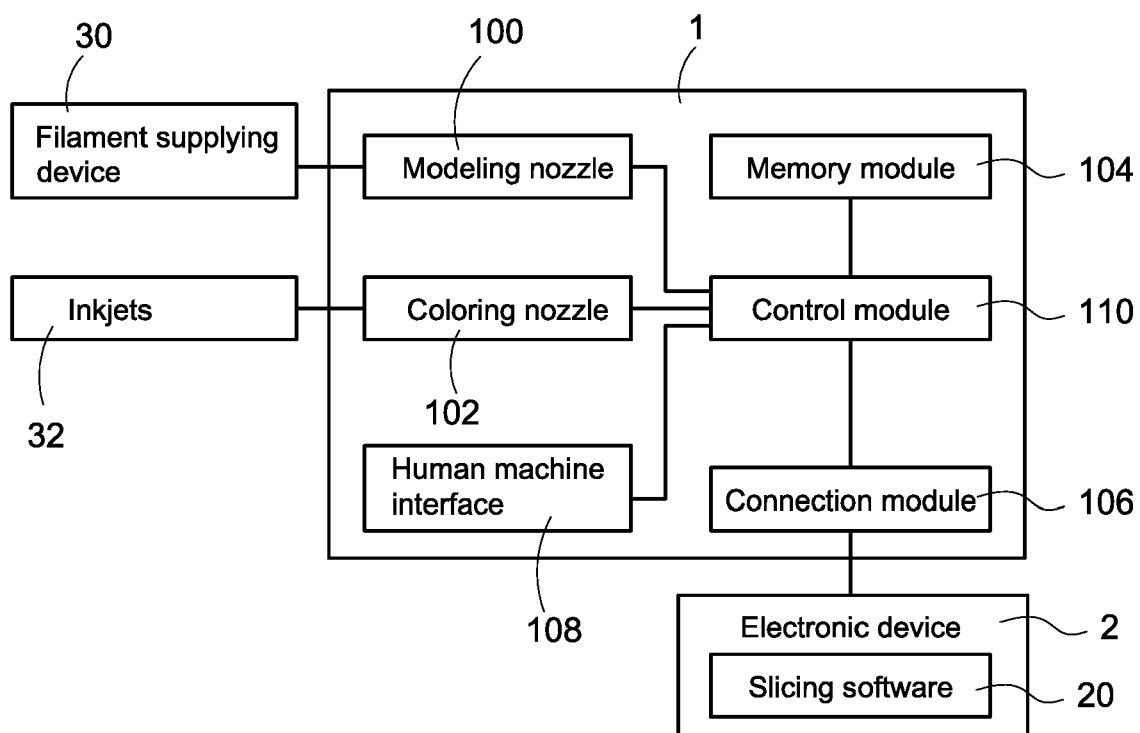 30
100
1
Filament supplying
device
Modeling nozzle
Memory module
104
Inkjets
Coloring nozzle
Control module
110
32
102
Human machine
interface
Connection module
106
108
Electronic device
2
Slicing software
20